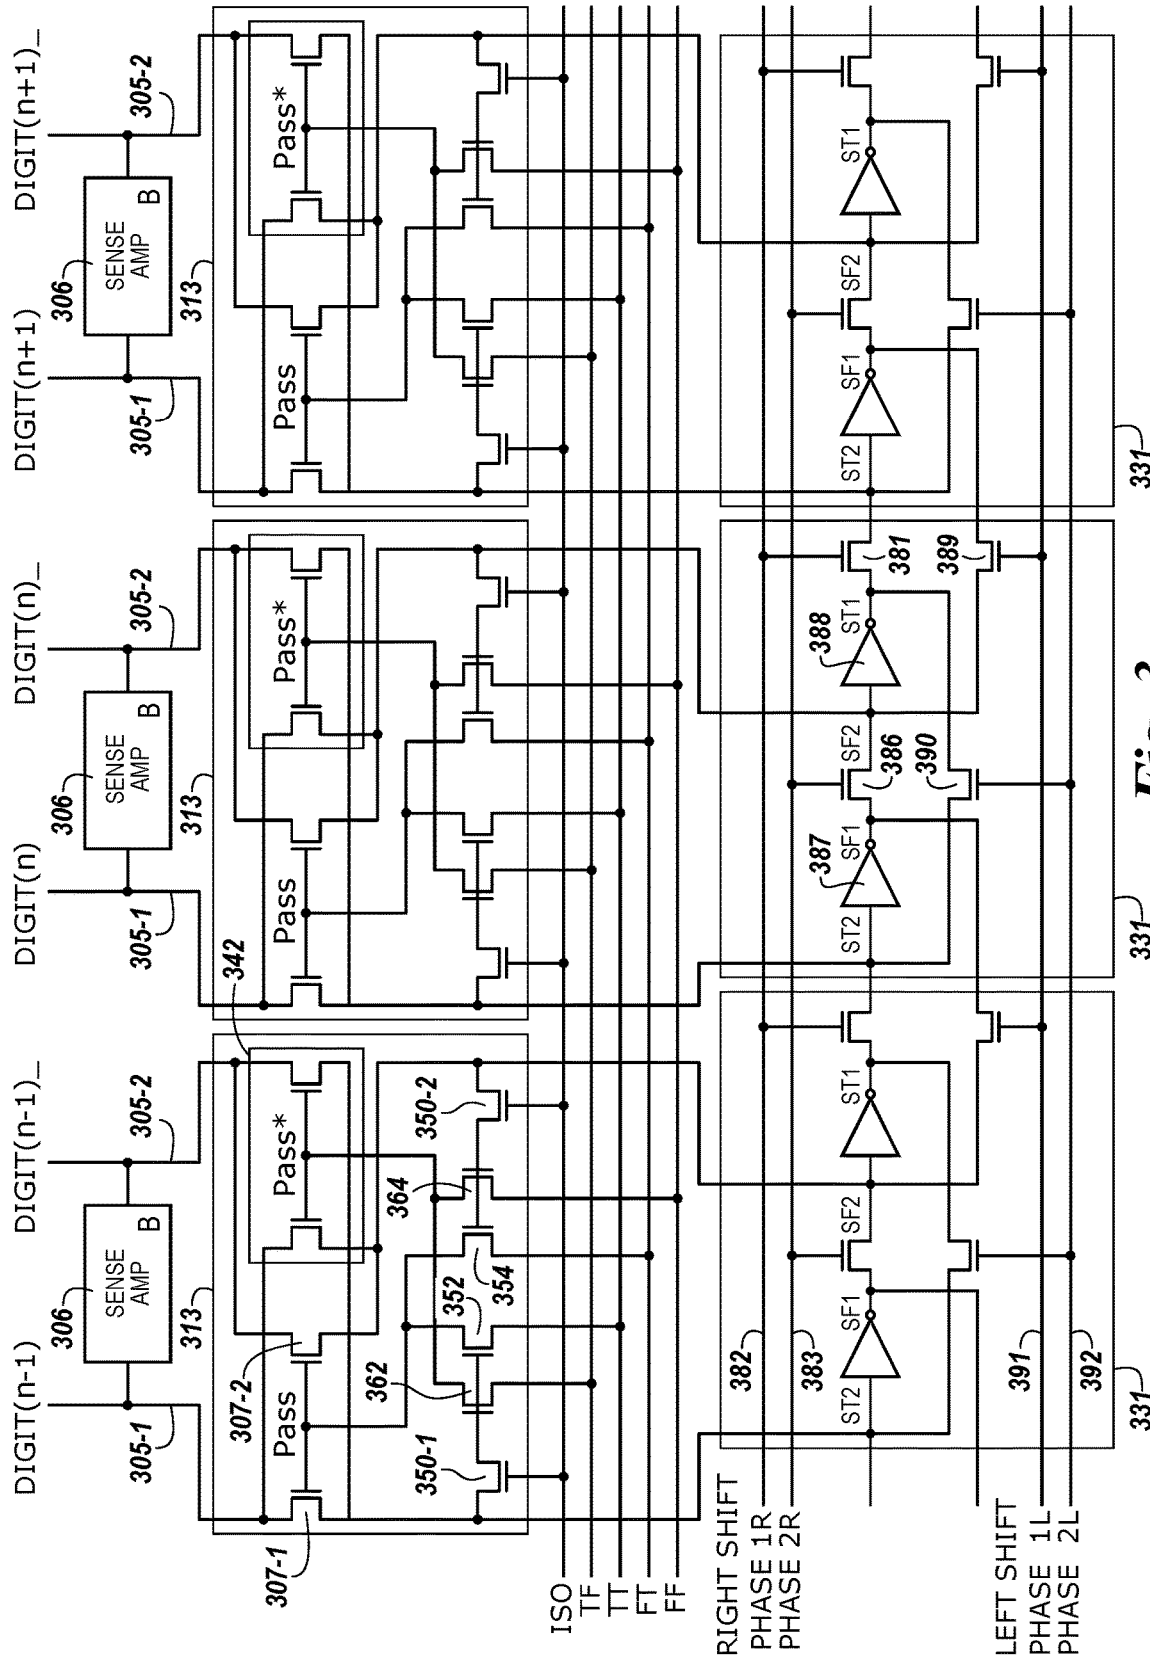 DIGIT(n-1)
DIGIT(n-1)_
DIGIT(n)
DIGIT(n)_
DIGIT(n+1)
DIGIT(n+1)_
305-1
306
SENSE
AMP
B
305-2
305-1
306
SENSE
AMP
B
305-2
305-1
306
SENSE
AMP
B
305-2
313
342
313
313
307-1
Pass
307-2
Pass*
Pass
Pass*
Pass
Pass*
350-1
362
352
354
364
350-2
ISO
TF
TT
FT
FF
RIGHT SHIFT
PHASE 1R
PHASE 2R
382
383
ST2
SF1
SF2
ST1
ST2
387
SF1
386
SF2
388
ST1
381
ST2
SF1
SF2
ST1
390
389
LEFT SHIFT
PHASE 1L
PHASE 2L
391
392
331
331
331